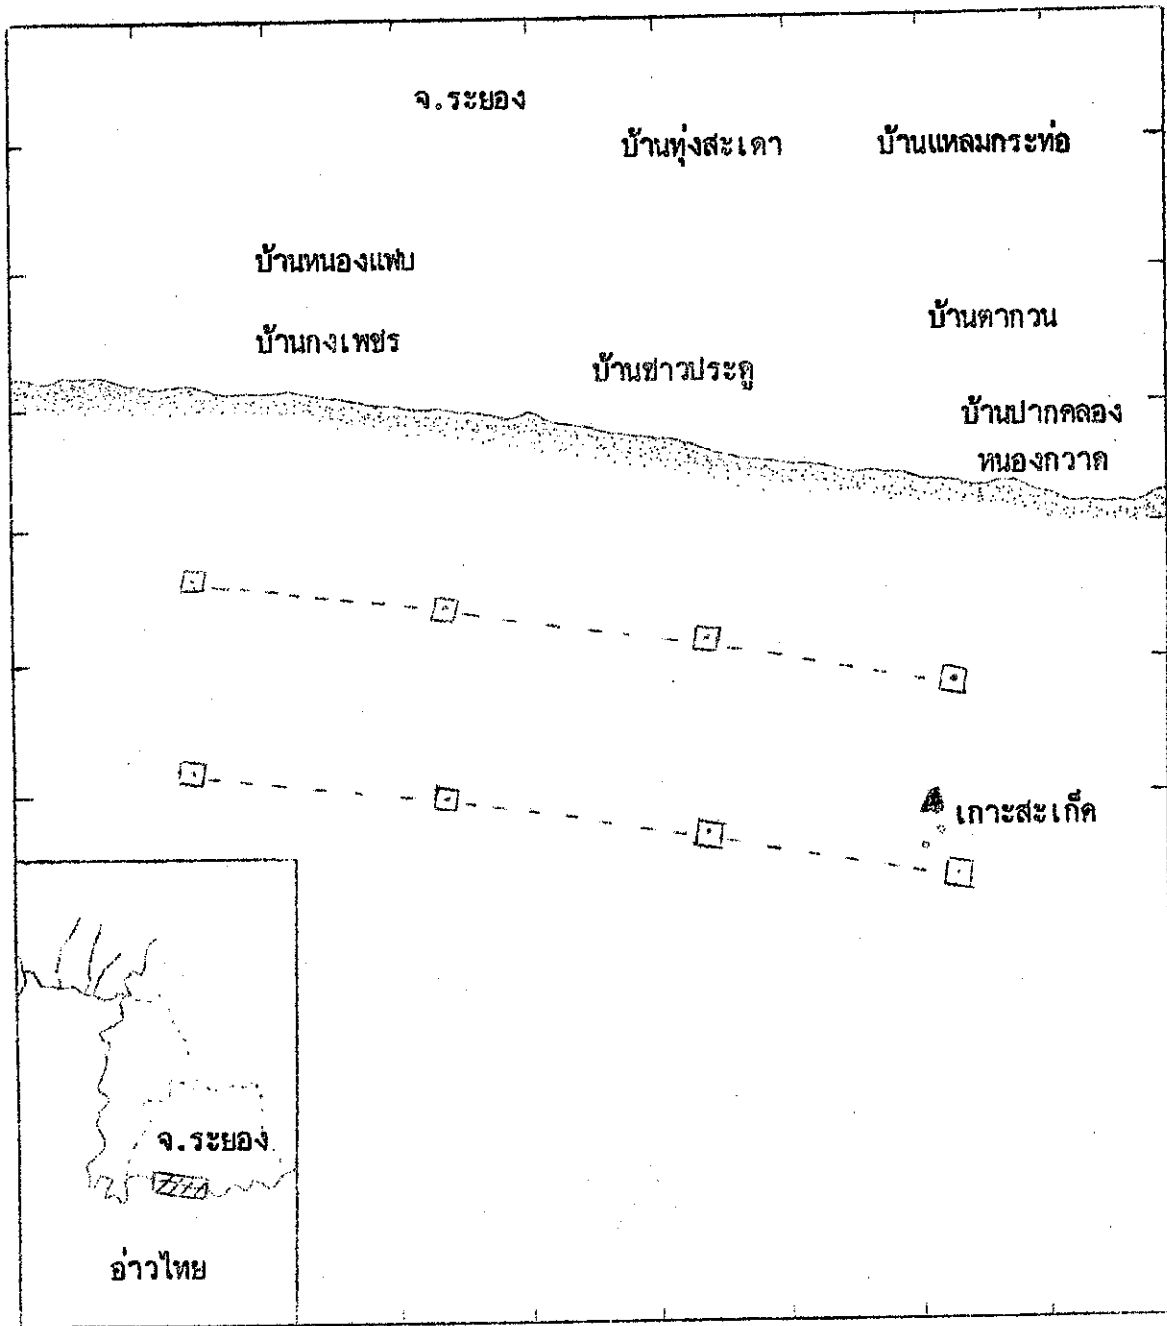 จ.ระยอง
บ้านทุ่งสะเดา
บ้านแหลมกระท่อ
บ้านหนองแฟบ
บ้านตากวน
บ้านกงเพชร
บ้านซาวประดู
บ้านปากคลอง
หนองกวาด
เกาะสะเก็ด
จ.ระยอง
อ่าวไทย